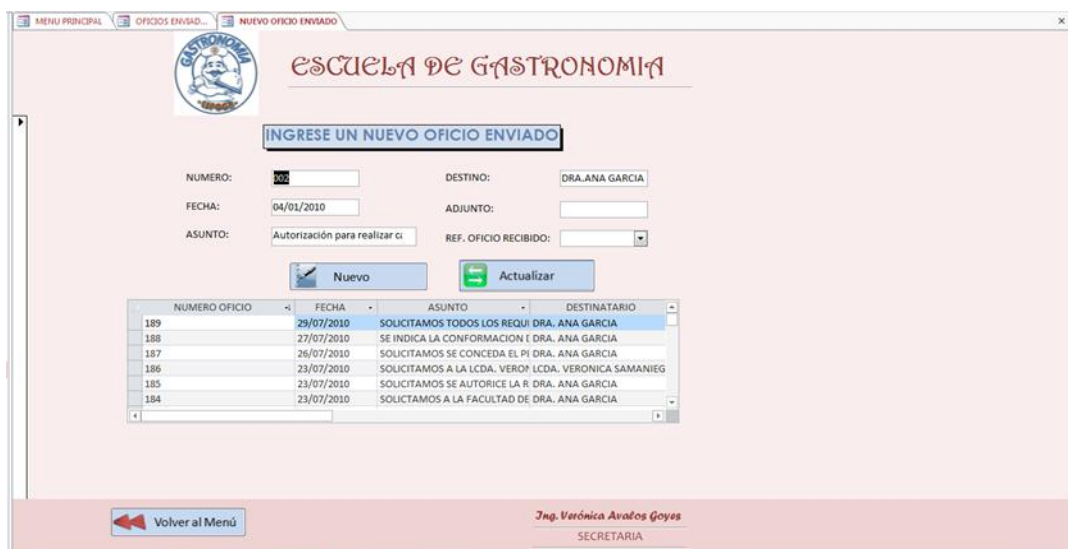 MENU PRINCIPAL OFICIOS ENVIAD... NUEVO OFICIO ENVIADO
GASTRONOMIA
ESCUELA DE GASTRONOMIA
INGRESE UN NUEVO OFICIO ENVIADO
NUMERO: 002 DESTINO: DRA.ANA GARCIA
FECHA: 04/01/2010 ADJUNTO:
ASUNTO: Autorización para realizar ca REF. OFICIO RECIBIDO:
Nuevo Actualizar
NUMERO OFICIO FECHA ASUNTO DESTINATARIO
189 29/07/2010 SOLICITAMOS TODOS LOS REQUI DRA. ANA GARCIA
188 27/07/2010 SE INDICA LA CONFORMACION DRA. ANA GARCIA
187 26/07/2010 SOLICITAMOS SE CONCEDA EL DRA. ANA GARCIA
186 23/07/2010 SOLICITAMOS A LA LCDA. VERON LCDA. VERONICA SAMANIEG
185 23/07/2010 SOLICITAMOS SE AUTORICE LA R DRA. ANA GARCIA
184 23/07/2010 SOLICTAMOS A LA FACULTAD DE DRA. ANA GARCIA
Volver al Menú
Ing. Verónica Avalos Goyes
SECRETARIA